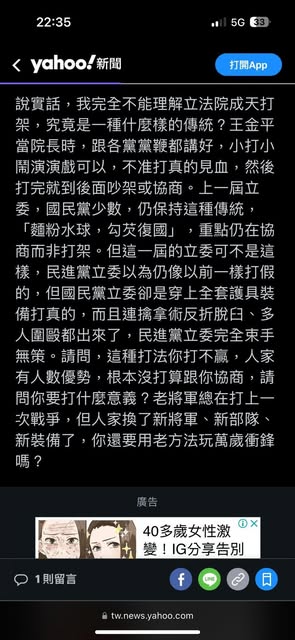 22:35
5G
33
yahoo!新聞
打開App
說實話，我完全不能理解立法院成天打
架，究竟是一種什麼樣的傳統？王金平
當院長時，跟各黨黨鞭都講好，小打小
鬧演演戲可以，不准打真的見血，然後
打完就到後面吵架或協商。上一屆立
委，國民黨少數，仍保持這種傳統，
「麵粉水球，勾芡復國」，重點仍在協
商而非打架。但這一屆的立委可不是這
樣，民進黨立委以為仍像以前一樣打假
的，但國民黨立委卻是穿上全套護具裝
備打真的，而且連擒拿術反折脫臼、多
人圍毆都出來了，民進黨立委完全束手
無策。請問，這種打法你打不贏，人家
有人數優勢，根本沒打算跟你協商，請
問你要打什麼意義？老將軍總在打上一
次戰爭，但人家換了新將軍、新部隊、
新裝備了，你還要用老方法玩萬歲衝鋒
嗎？
廣告
40多歲女性激
變！IG分享告別
1則留言
LINE
tw.news.yahoo.com